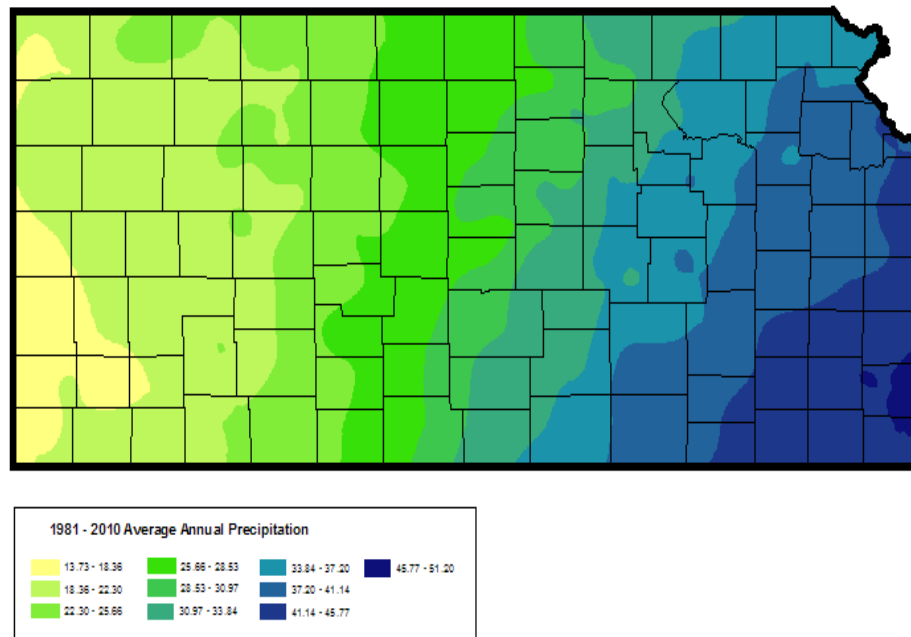 1981 - 2010 Average Annual Precipitation
13.73 - 18.36
25.66 - 28.53
33.84 - 37.20
45.77 - 51.20
18.36 - 22.30
28.53 - 30.97
37.20 - 41.14
22.30 - 25.66
30.97 - 33.84
41.14 - 45.77